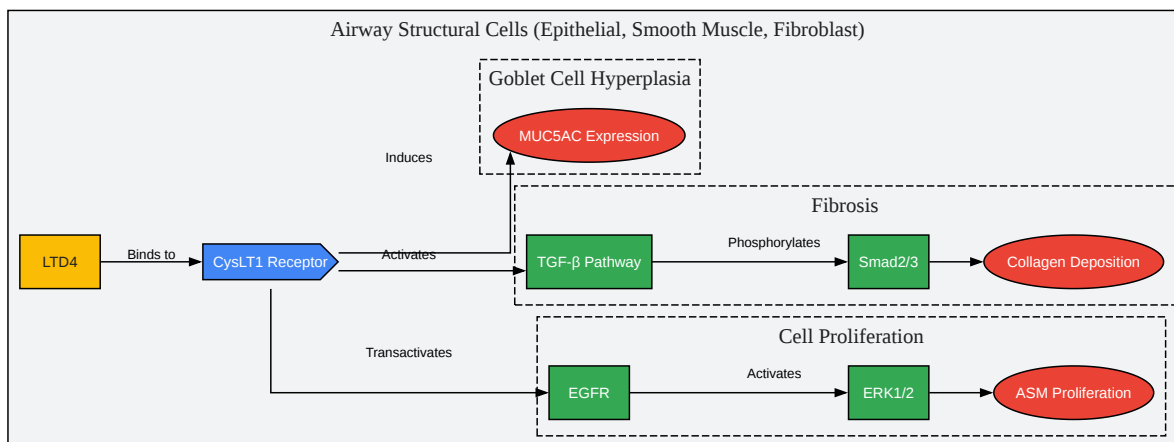 Airway Structural Cells (Epithelial, Smooth Muscle, Fibroblast)
Goblet Cell Hyperplasia
MUC5AC Expression
Induces
Fibrosis
LTD4
Binds to
CysLT1 Receptor
Activates
TGF-β Pathway
Phosphorylates
Smad2/3
Collagen Deposition
Cell Proliferation
Transactivates
EGFR
Activates
ERK1/2
ASM Proliferation